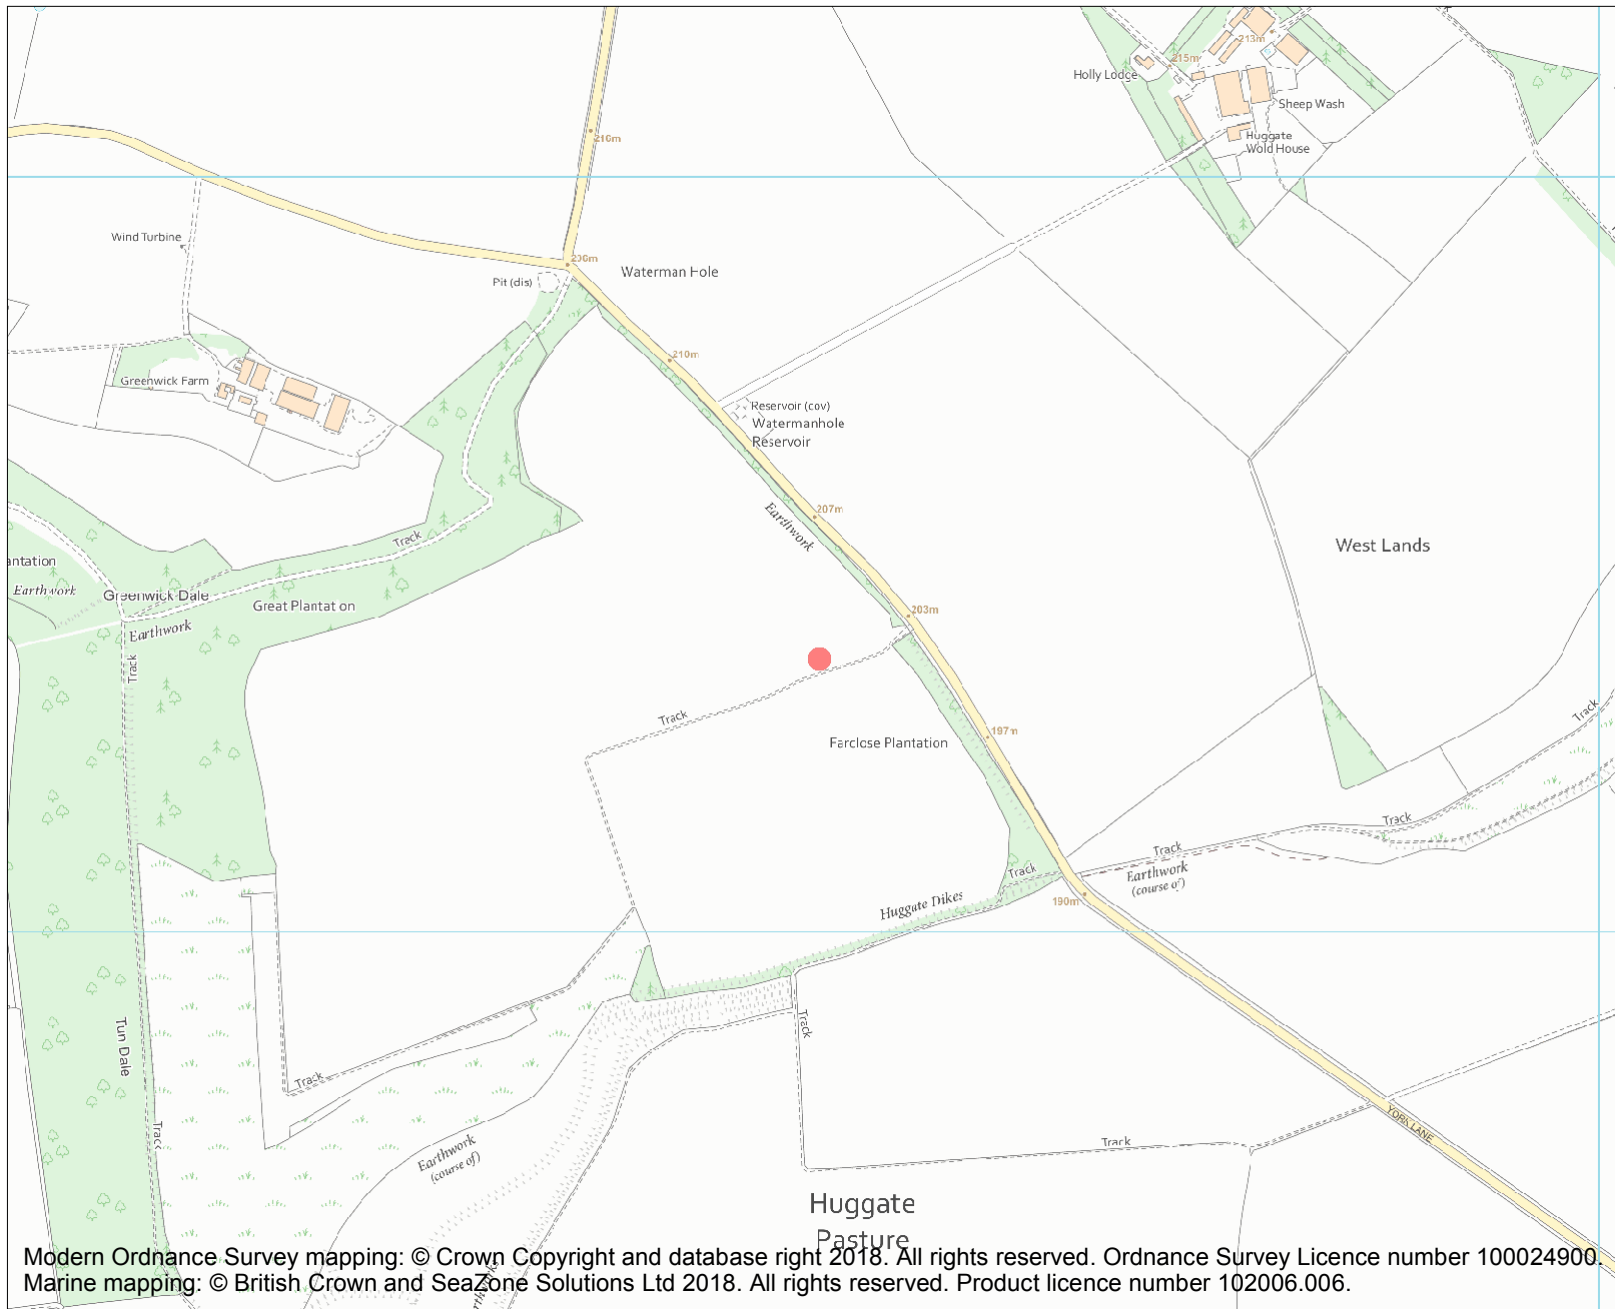 213m
215m
Holly Lodge
Sheep Wash
216m
Huggate
Wold House
Wind Turbine
206m
Waterman Hole
Pit (dis)
210m
Greenwick Farm
Reservoir (cov)
Watermanhole
Reservoir
207m
Earthwork
Track
West Lands
antation
Earthwork
Greenwick Dale
Great Plantat on
203m
Earthwork
Track
Track
Track
197m
Farclose Plantation
Track
Track
Track
Earthwork
(course of)
190m
Huggate Dikes
Track
Tun Dale
Track
Track
YORK LANE
Track
Earthwork
(course of)
Huggate
Pasture
Modern Ordnance Survey mapping: © Crown Copyright and database right 2018. All rights reserved. Ordnance Survey Licence number 100024900.
Marine mapping: © British Crown and SeaZone Solutions Ltd 2018. All rights reserved. Product licence number 102006.006.